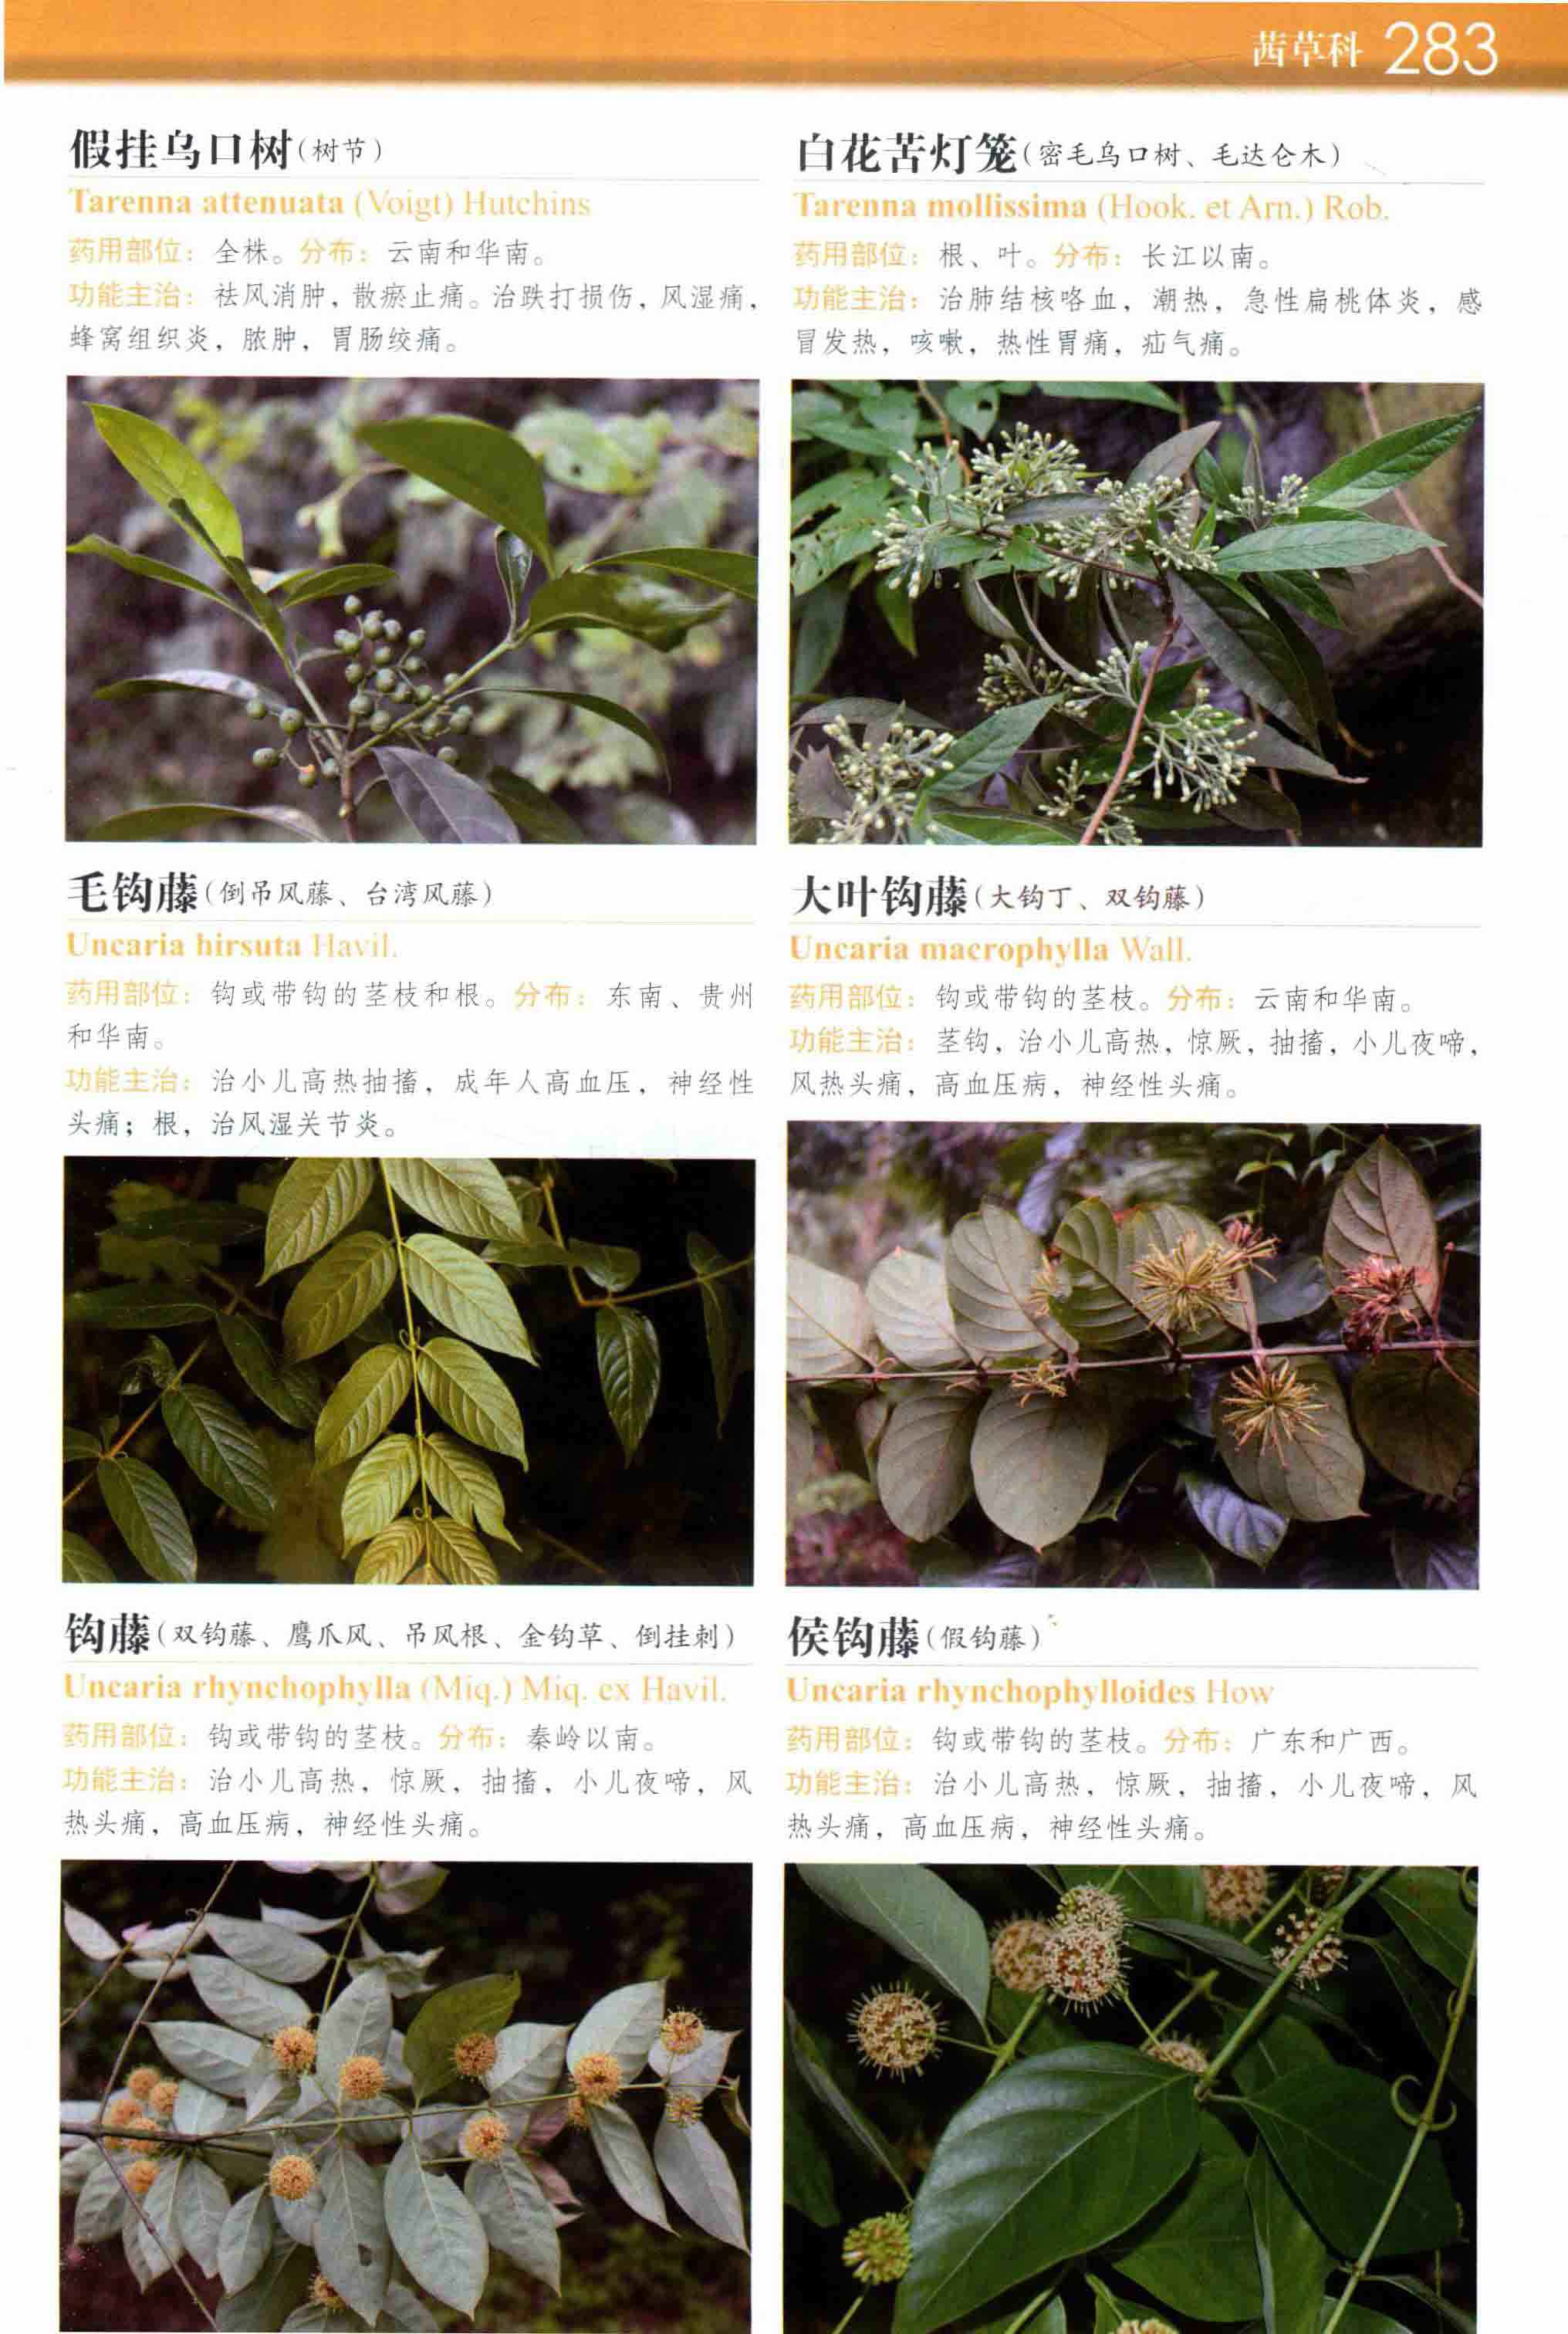 茜草科 283
假挂乌口树(树节)
Tarenna attenuata (Voigt) Hutchins
药用部位：全株。分布：云南和华南。
功能主治：祛风消肿，散瘀止痛。治跌打损伤，风湿痛，
蜂窝组织炎，脓肿，胃肠绞痛。
白花苦灯笼(密毛乌口树、毛达仑木)
Tarenna mollissima (Hook. et Arn.) Rob.
药用部位：根、叶。分布：长江以南。
功能主治：治肺结核咯血，潮热，急性扁桃体炎，感
冒发热，咳嗽，热性胃痛，疝气痛。
毛钩藤(倒吊风藤、台湾风藤)
Uncaria hirsuta Havil.
药用部位：钩或带钩的茎枝和根。分布：东南、贵州
和华南。
功能主治：治小儿高热抽搐，成年人高血压，神经性
头痛；根，治风湿关节炎。
大叶钩藤(大钩丁、双钩藤)
Uncaria macrophylla Wall.
药用部位：钩或带钩的茎枝。分布：云南和华南。
功能主治：茎钩，治小儿高热，惊厥，抽搐，小儿夜啼，
风热头痛，高血压病，神经性头痛。
钩藤(双钩藤、鹰爪风、吊风根、金钩草、倒挂刺)
Uncaria rhynchophylla (Miq.) Miq. ex Havil.
药用部位：钩或带钩的茎枝。分布：秦岭以南。
功能主治：治小儿高热，惊厥，抽搐，小儿夜啼，风
热头痛，高血压病，神经性头痛。
侯钩藤(假钩藤)
Uncaria rhynchophylloides How
药用部位：钩或带钩的茎枝。分布：广东和广西。
功能主治：治小儿高热，惊厥，抽搐，小儿夜啼，风
热头痛，高血压病，神经性头痛。